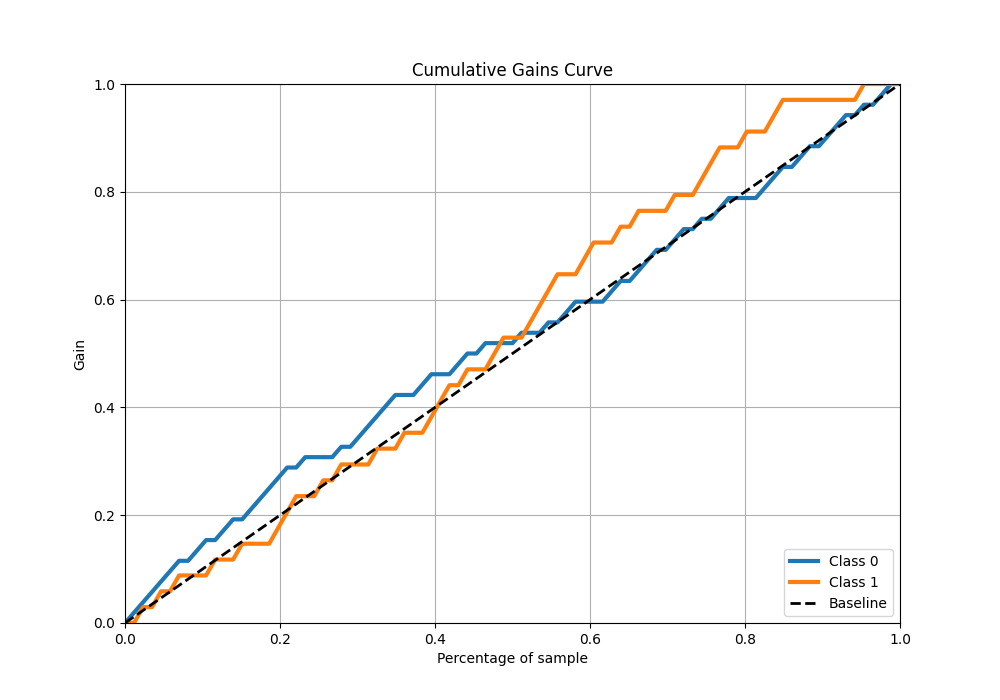 Cumulative Gains Curve
1.0
0.8
0.6
0.4
0.2
0.0
Gain
0.0 0.2 0.4 0.6 0.8 1.0
Percentage of sample
Class 0
Class 1
Baseline